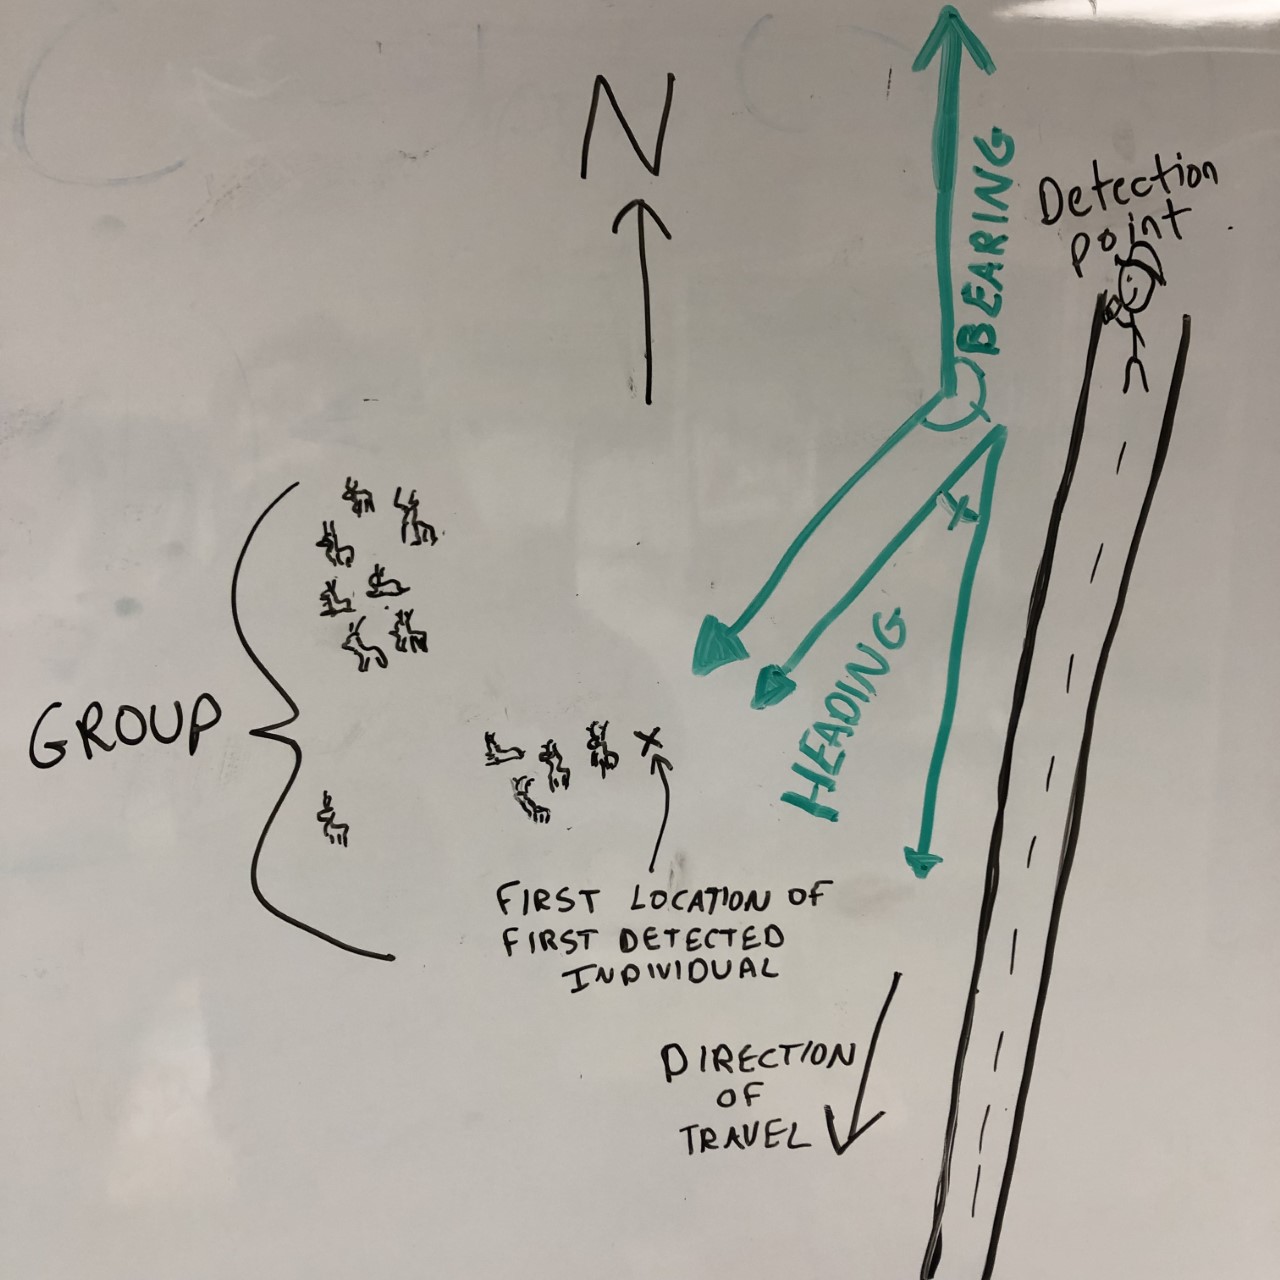 N
BEARING
Detection
point
HEADING
GROUP
FIRST LOCATION OF
FIRST DETECTED
INDIVIDUAL
DIRECTION
OF
TRAVEL